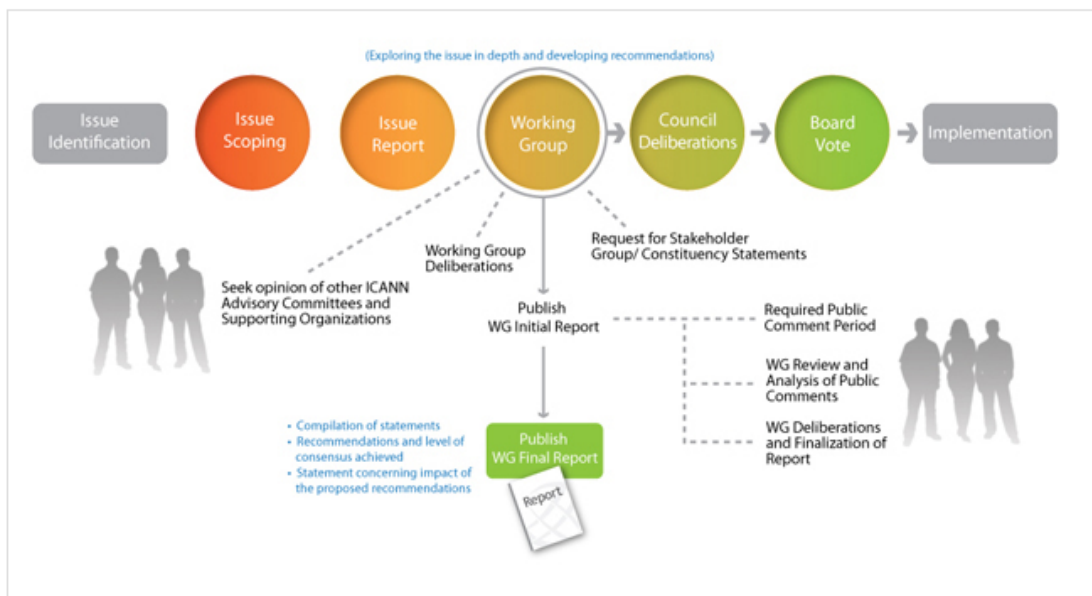 (Exploring the issue in depth and developing recommendations)
Issue
Identification
Issue
Scoping
Issue
Report
Working
Group
Council
Deliberations
Board
Vote
Implementation
Seek opinion of other ICANN
Advisory Committees and
Supporting Organizations
Working Group
Deliberations
Request for Stakeholder
Group/ Constituency Statements
Publish
WG Initial Report
Required Public
Comment Period
WG Review and
Analysis of Public
Comments
WG Deliberations
and Finalization of
Report
• Compilation of statements
• Recommendations and level of
consensus achieved
• Statement concerning impact of
the proposed recommendations
Publish
WG Final Report
Report